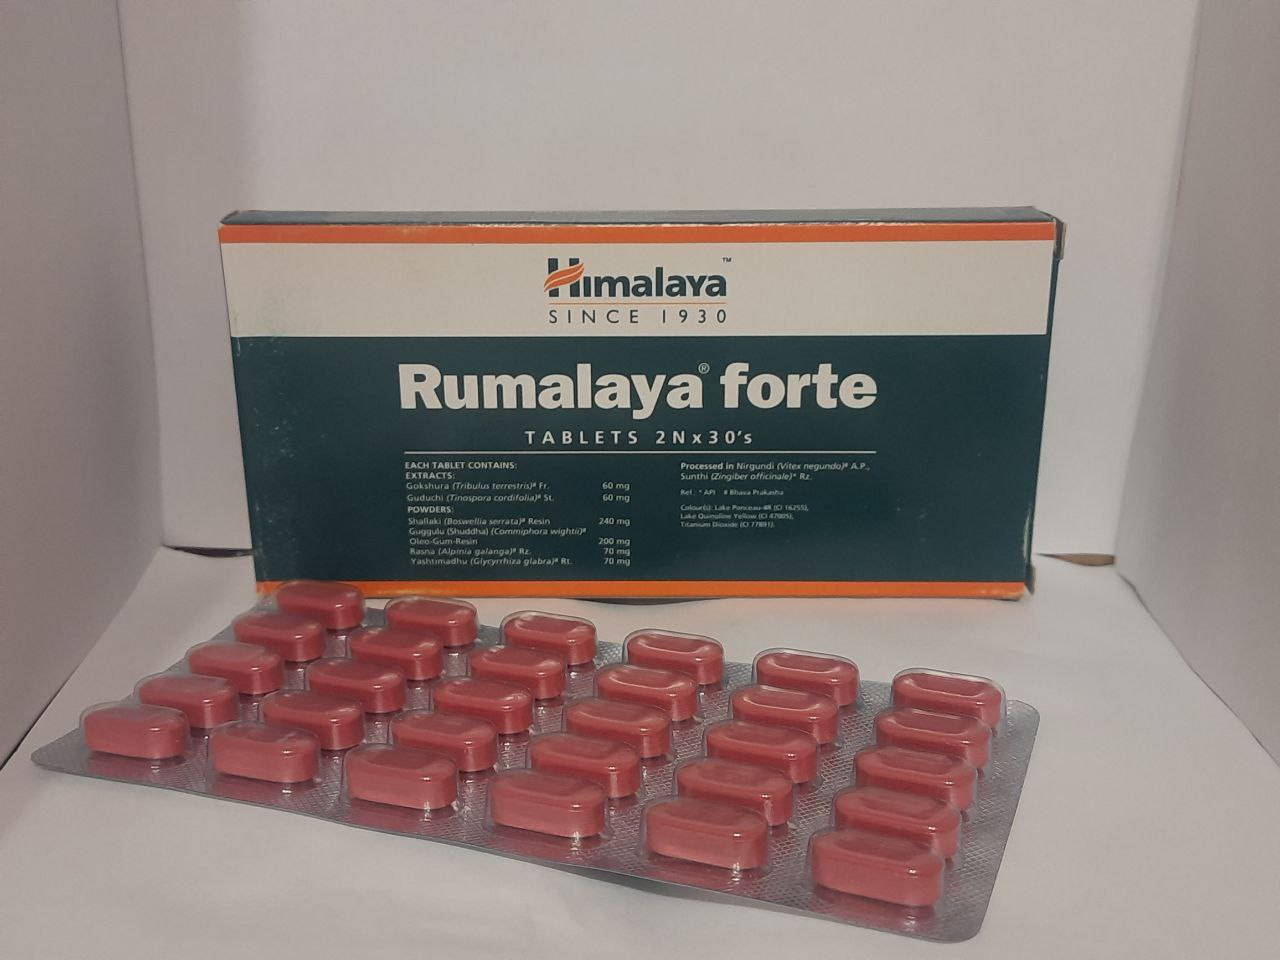 Himalaya™
SINCE 1930
Rumalaya® forte
TABLETS 2Nx30's
EACH TABLET CONTAINS:
EXTRACTS:
Gokshura (Tribulus terrestris)# Fr. 60 mg
Guduchi (Tinospora cordifolia)# St. 60 mg
POWDERS:
Shallaki (Boswellia serrata)# Resin 240 mg
Guggulu (Shuddha) (Commiphora wightii)#
Oleo-Gum-Resin 200 mg
Rasna (Alpinia galanga)# Rz. 70 mg
Yashtimadhu (Glycyrrhiza glabra)# Rt. 70 mg
Processed in Nirgundi (Vitex negundo)# A.P.,
Sunthi (Zingiber officinale)* Rz.
Ref.: * API # Bhava Prakasha
Colour(s): Lake Ponceau-4R (CI 16255),
Lake Quinoline Yellow (CI 47005),
Titanium Dioxide (CI 77891).